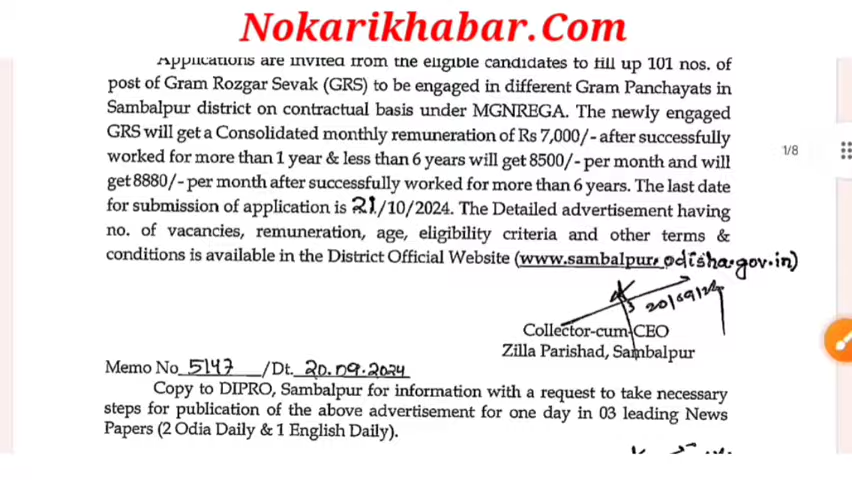 Nokarikhabar.Com
Applications are invited from the eligible candidates to fill up 101 nos. of
post of Gram Rozgar Sevak (GRS) to be engaged in different Gram Panchayats in
Sambalpur district on contractual basis under MGNREGA. The newly engaged
GRS will get a Consolidated monthly remuneration of Rs 7,000/- after successfully
worked for more than 1 year & less than 6 years will get 8500/- per month and will
get 8880/- per month after successfully worked for more than 6 years. The last date
for submission of application is 21/10/2024. The Detailed advertisement having
no. of vacancies, remuneration, age, eligibility criteria and other terms &
conditions is available in the District Official Website (www.sambalpur.odisha.gov.in)
1/8
20/09/24
Collector-cum-CEO
Zilla Parishad, Sambalpur
Memo No 5147 /Dt. 20.09.2024
Copy to DIPRO, Sambalpur for information with a request to take necessary
steps for publication of the above advertisement for one day in 03 leading News
Papers (2 Odia Daily & 1 English Daily).